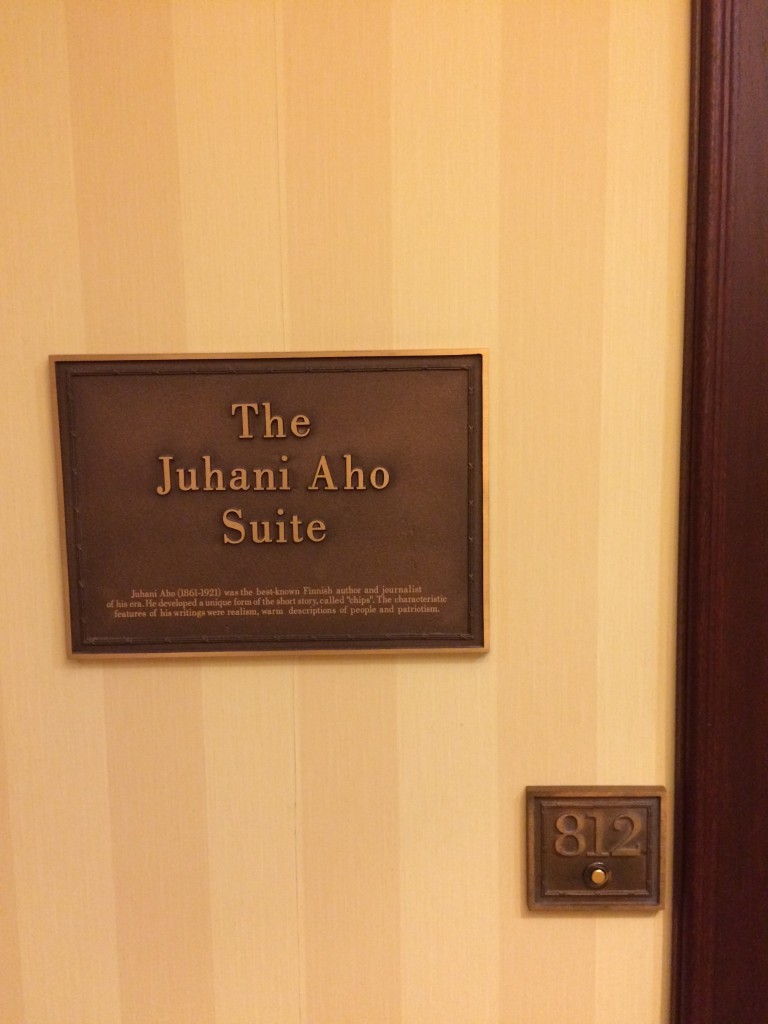 The
Juhani Aho
Suite
Juhani Aho (1861-1921) was the best-known Finnish author and journalist
of his era. He developed a unique form of the short story, called "chips". The characteristic
features of his writings were realism, warm descriptions of people and patriotism.
812